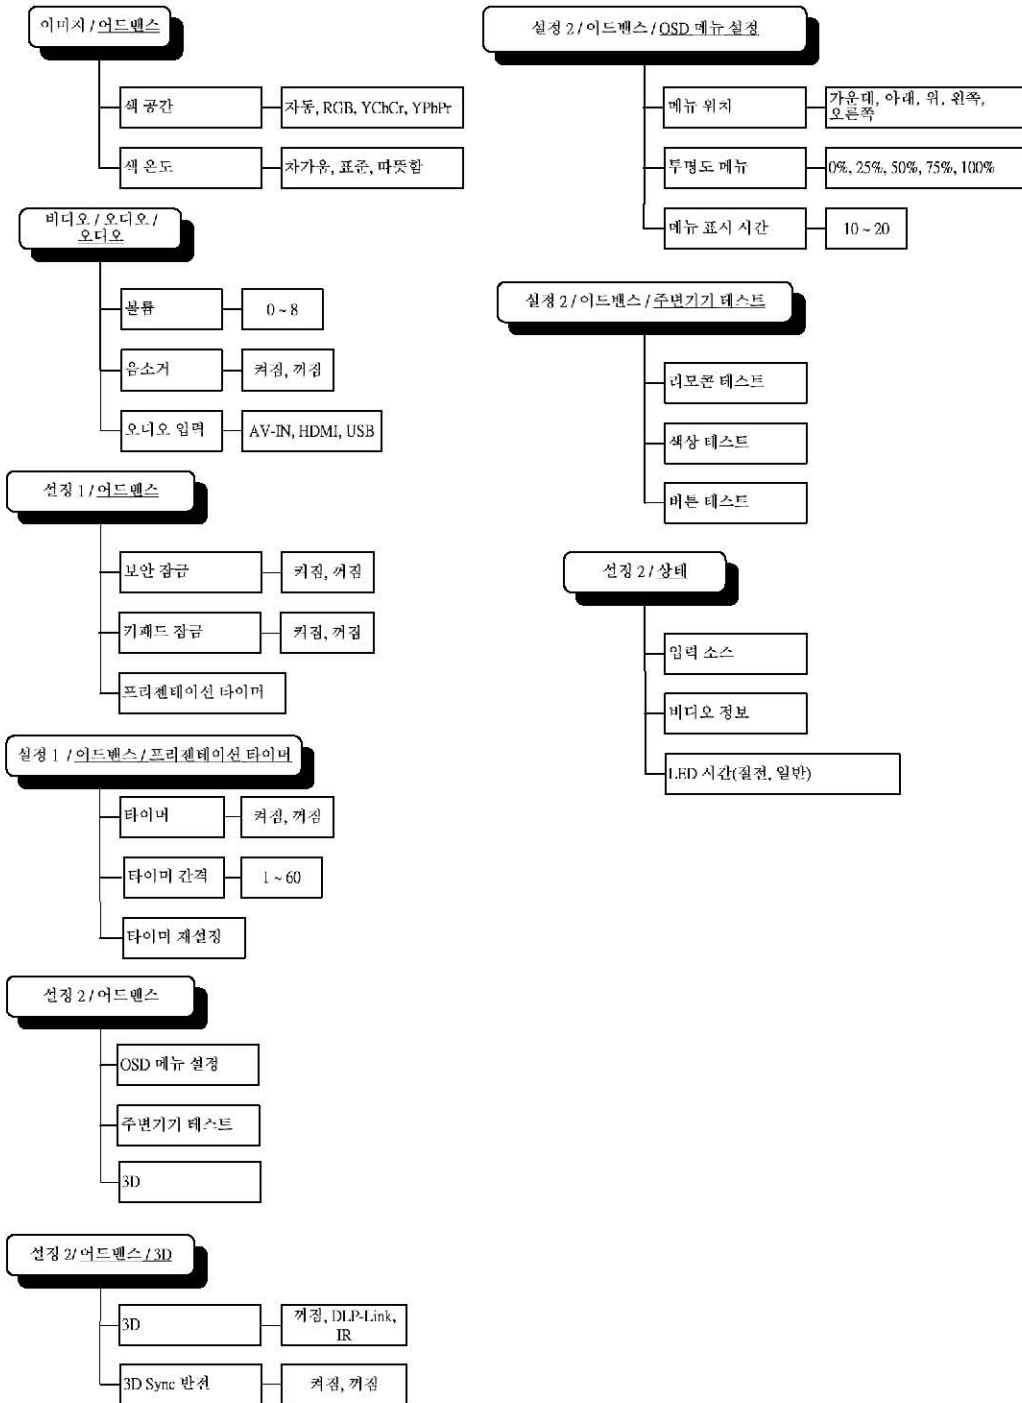 이미지 / 어드밴스
색 공간
자동, RGB, YCbCr, YPbPr
색 온도
차가움, 표준, 따뜻함
비디오 / 오디오 /
오디오
볼륨
0 ~ 8
음소거
켜짐, 꺼짐
오디오 입력
AV-IN, HDMI, USB
설정 1 / 어드밴스
보안 잠금
켜짐, 꺼짐
키패드 잠금
켜짐, 꺼짐
프리젠테이션 타이머
설정 1 / 어드밴스 / 프리젠테이션 타이머
타이머
켜짐, 꺼짐
타이머 간격
1 ~ 60
타이머 재설정
설정 2 / 어드밴스
OSD 메뉴 설정
주변기기 테스트
3D
설정 2/ 어드밴스 / 3D
3D
꺼짐, DLP-Link,
IR
3D Sync 반전
켜짐, 꺼짐
설정 2 / 어드밴스 / OSD 메뉴 설정
메뉴 위치
가운데, 아래, 위, 왼쪽,
오른쪽
투명도 메뉴
0%, 25%, 50%, 75%, 100%
메뉴 표시 시간
10 ~ 20
설정 2 / 어드밴스 / 주변기기 테스트
리모콘 테스트
색상 테스트
버튼 테스트
설정 2 / 상태
입력 소스
비디오 정보
LED 시간(절전, 일반)